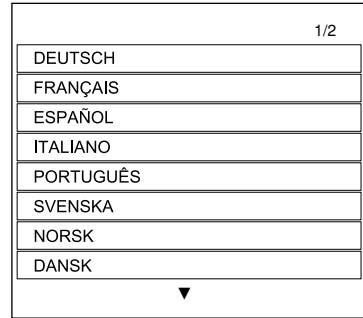 1/2
DEUTSCH
FRANÇAIS
ESPAÑOL
ITALIANO
PORTUGUÊS
SVENSKA
NORSK
DANSK
▼